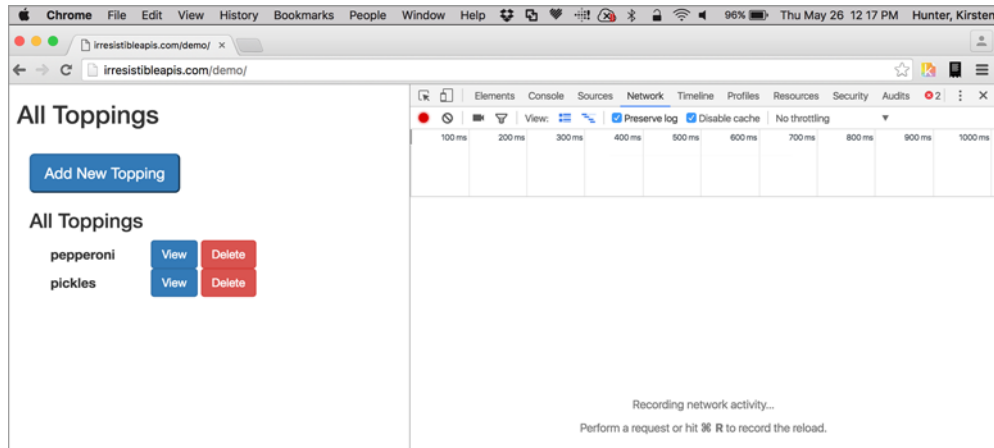 Chrome File Edit View History Bookmarks People Window Help 96% Thu May 26 12 17 PM Hunter, Kirsten
irresistibleapis.com/demo/ ×
irresistibleapis.com/demo/
Elements Console Sources Network Timeline Profiles Resources Security Audits 2
View: Preserve log Disable cache No throttling
100 ms 200 ms 300 ms 400 ms 500 ms 600 ms 700 ms 800 ms 900 ms 1000 ms
All Toppings
Add New Topping
All Toppings
pepperoni View Delete
pickles View Delete
Recording network activity...
Perform a request or hit ⌘ R to record the reload.